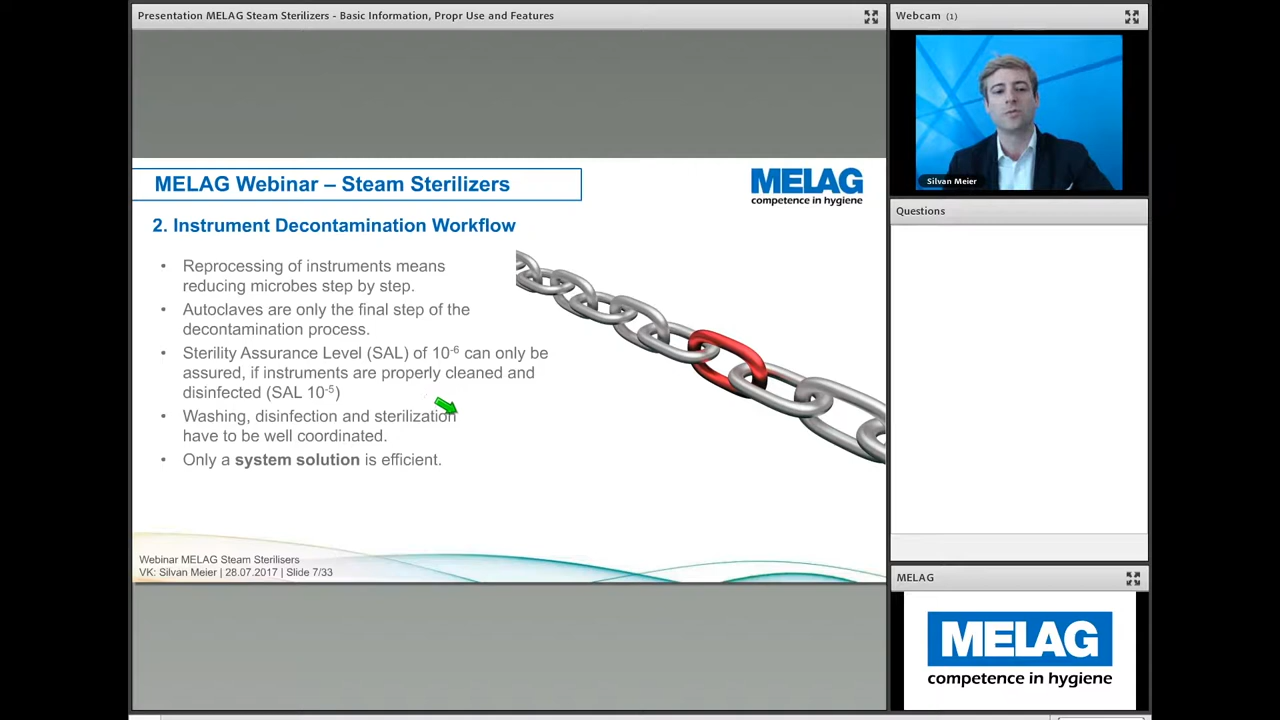 Presentation MELAG Steam Sterilizers - Basic Information, Propr Use and Features
Webcam (1)
Silvan Meier
MELAG Webinar – Steam Sterilizers
MELAG
competence in hygiene
2. Instrument Decontamination Workflow
• Reprocessing of instruments means
reducing microbes step by step.
• Autoclaves are only the final step of the
decontamination process.
• Sterility Assurance Level (SAL) of 10⁻⁶ can only be
assured, if instruments are properly cleaned and
disinfected (SAL 10⁻⁵)
• Washing, disinfection and sterilization
have to be well coordinated.
• Only a system solution is efficient.
Webinar MELAG Steam Sterilisers
VK: Silvan Meier | 28.07.2017 | Slide 7/33
Questions
MELAG
MELAG
competence in hygiene